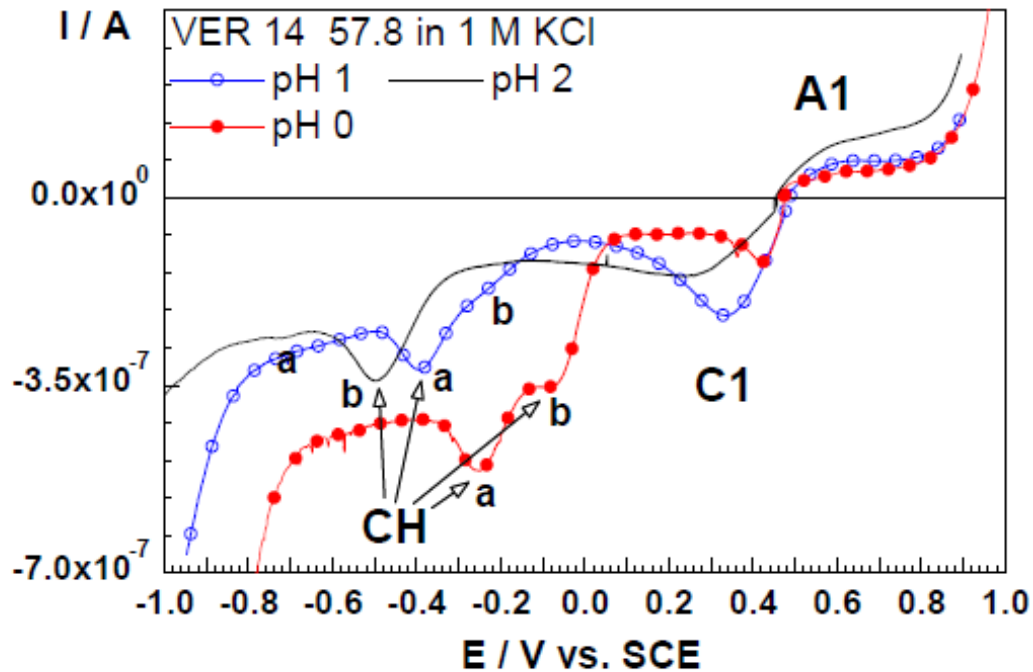 I / A VER 14 57.8 in 1 M KCl
pH 1 pH 2
pH 0
A1
0.0x10⁰
b
a a
-3.5x10⁻⁷
b b C1
a
CH
-7.0x10⁻⁷
-1.0 -0.8 -0.6 -0.4 -0.2 0.0 0.2 0.4 0.6 0.8 1.0
E / V vs. SCE